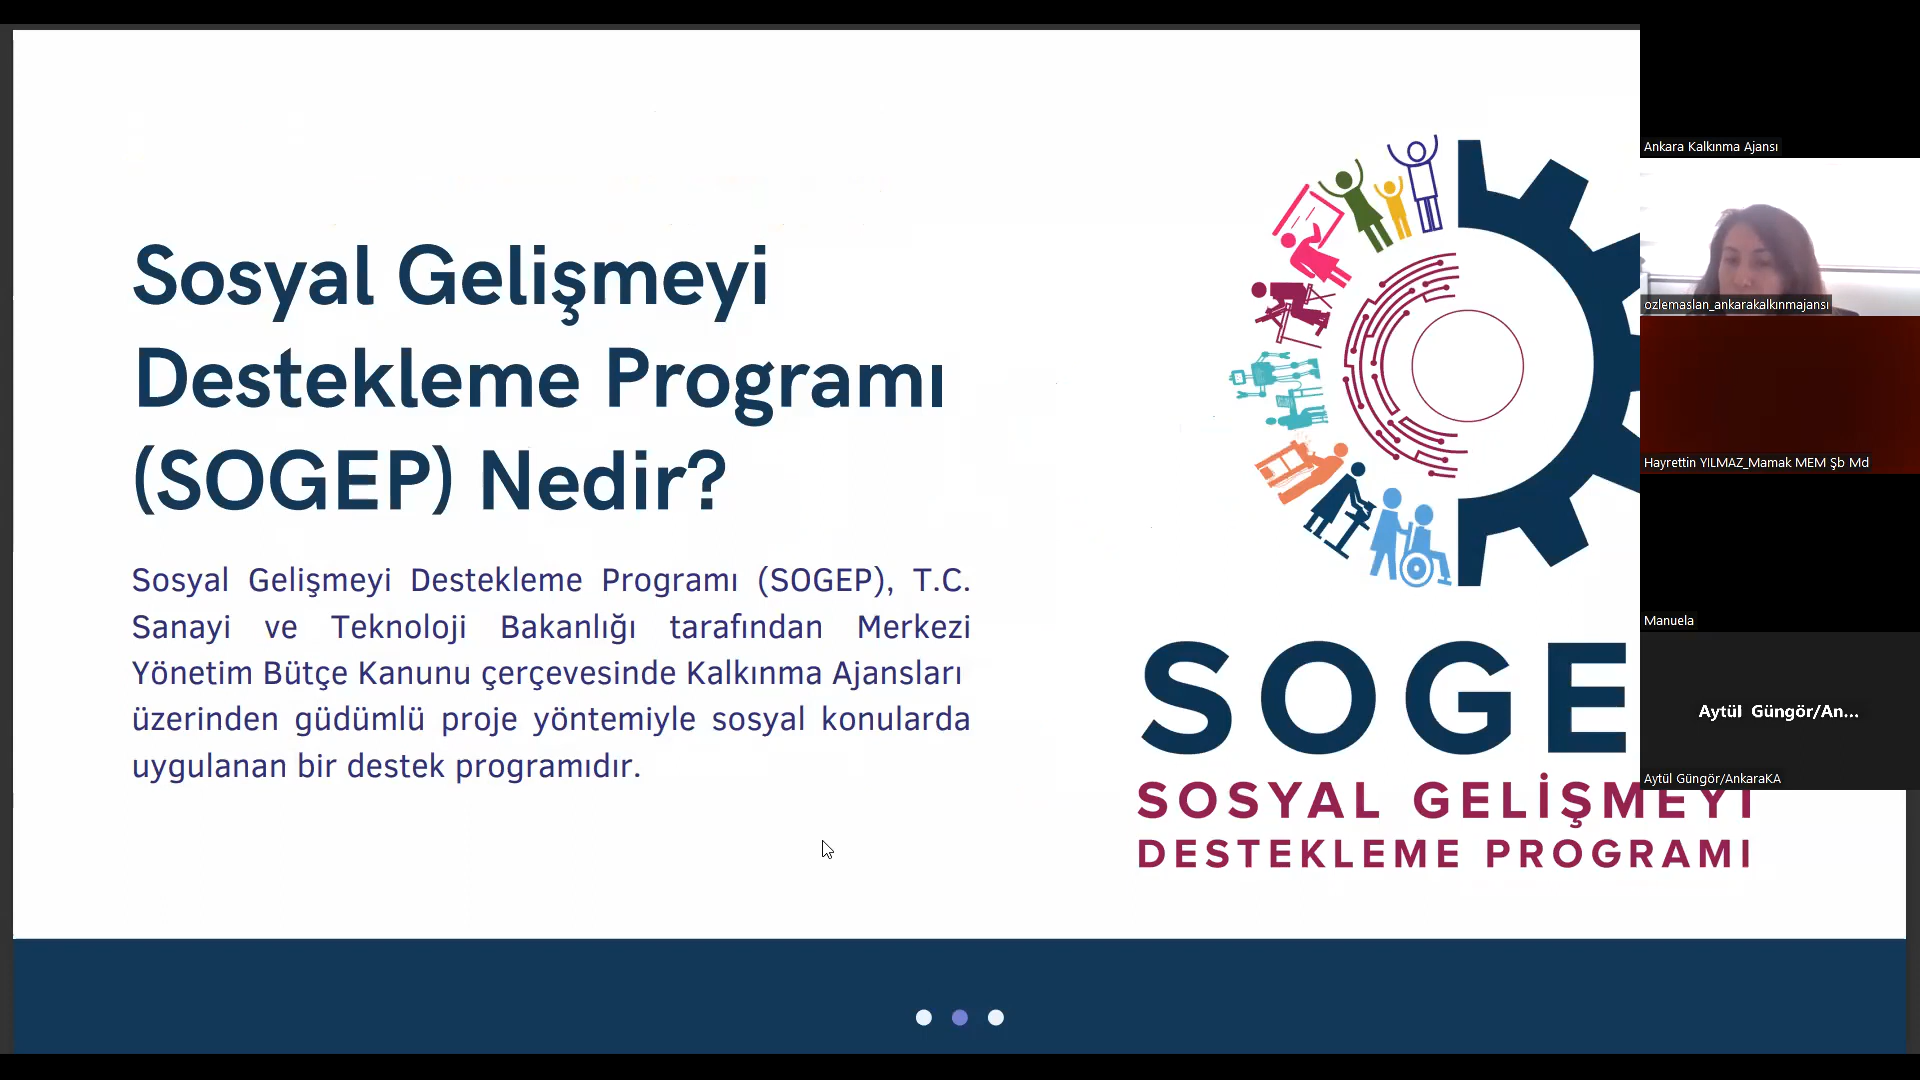 Sosyal Gelişmeyi
Destekleme Programı
(SOGEP) Nedir?
Sosyal Gelişmeyi Destekleme Programı (SOGEP), T.C.
Sanayi ve Teknoloji Bakanlığı tarafından Merkezi
Yönetim Bütçe Kanunu çerçevesinde Kalkınma Ajansları
üzerinden güdümlü proje yöntemiyle sosyal konularda
uygulanan bir destek programıdır.
SOGE
SOSYAL GELİŞMEYİ
DESTEKLEME PROGRAMI
Ankara Kalkınma Ajansı
ozlemaslan_ankarakalkınmajansı
Hayrettin YILMAZ_Mamak MEM Şb Md
Manuela
Aytül Güngör/An...
Aytül Güngör/AnkaraKA